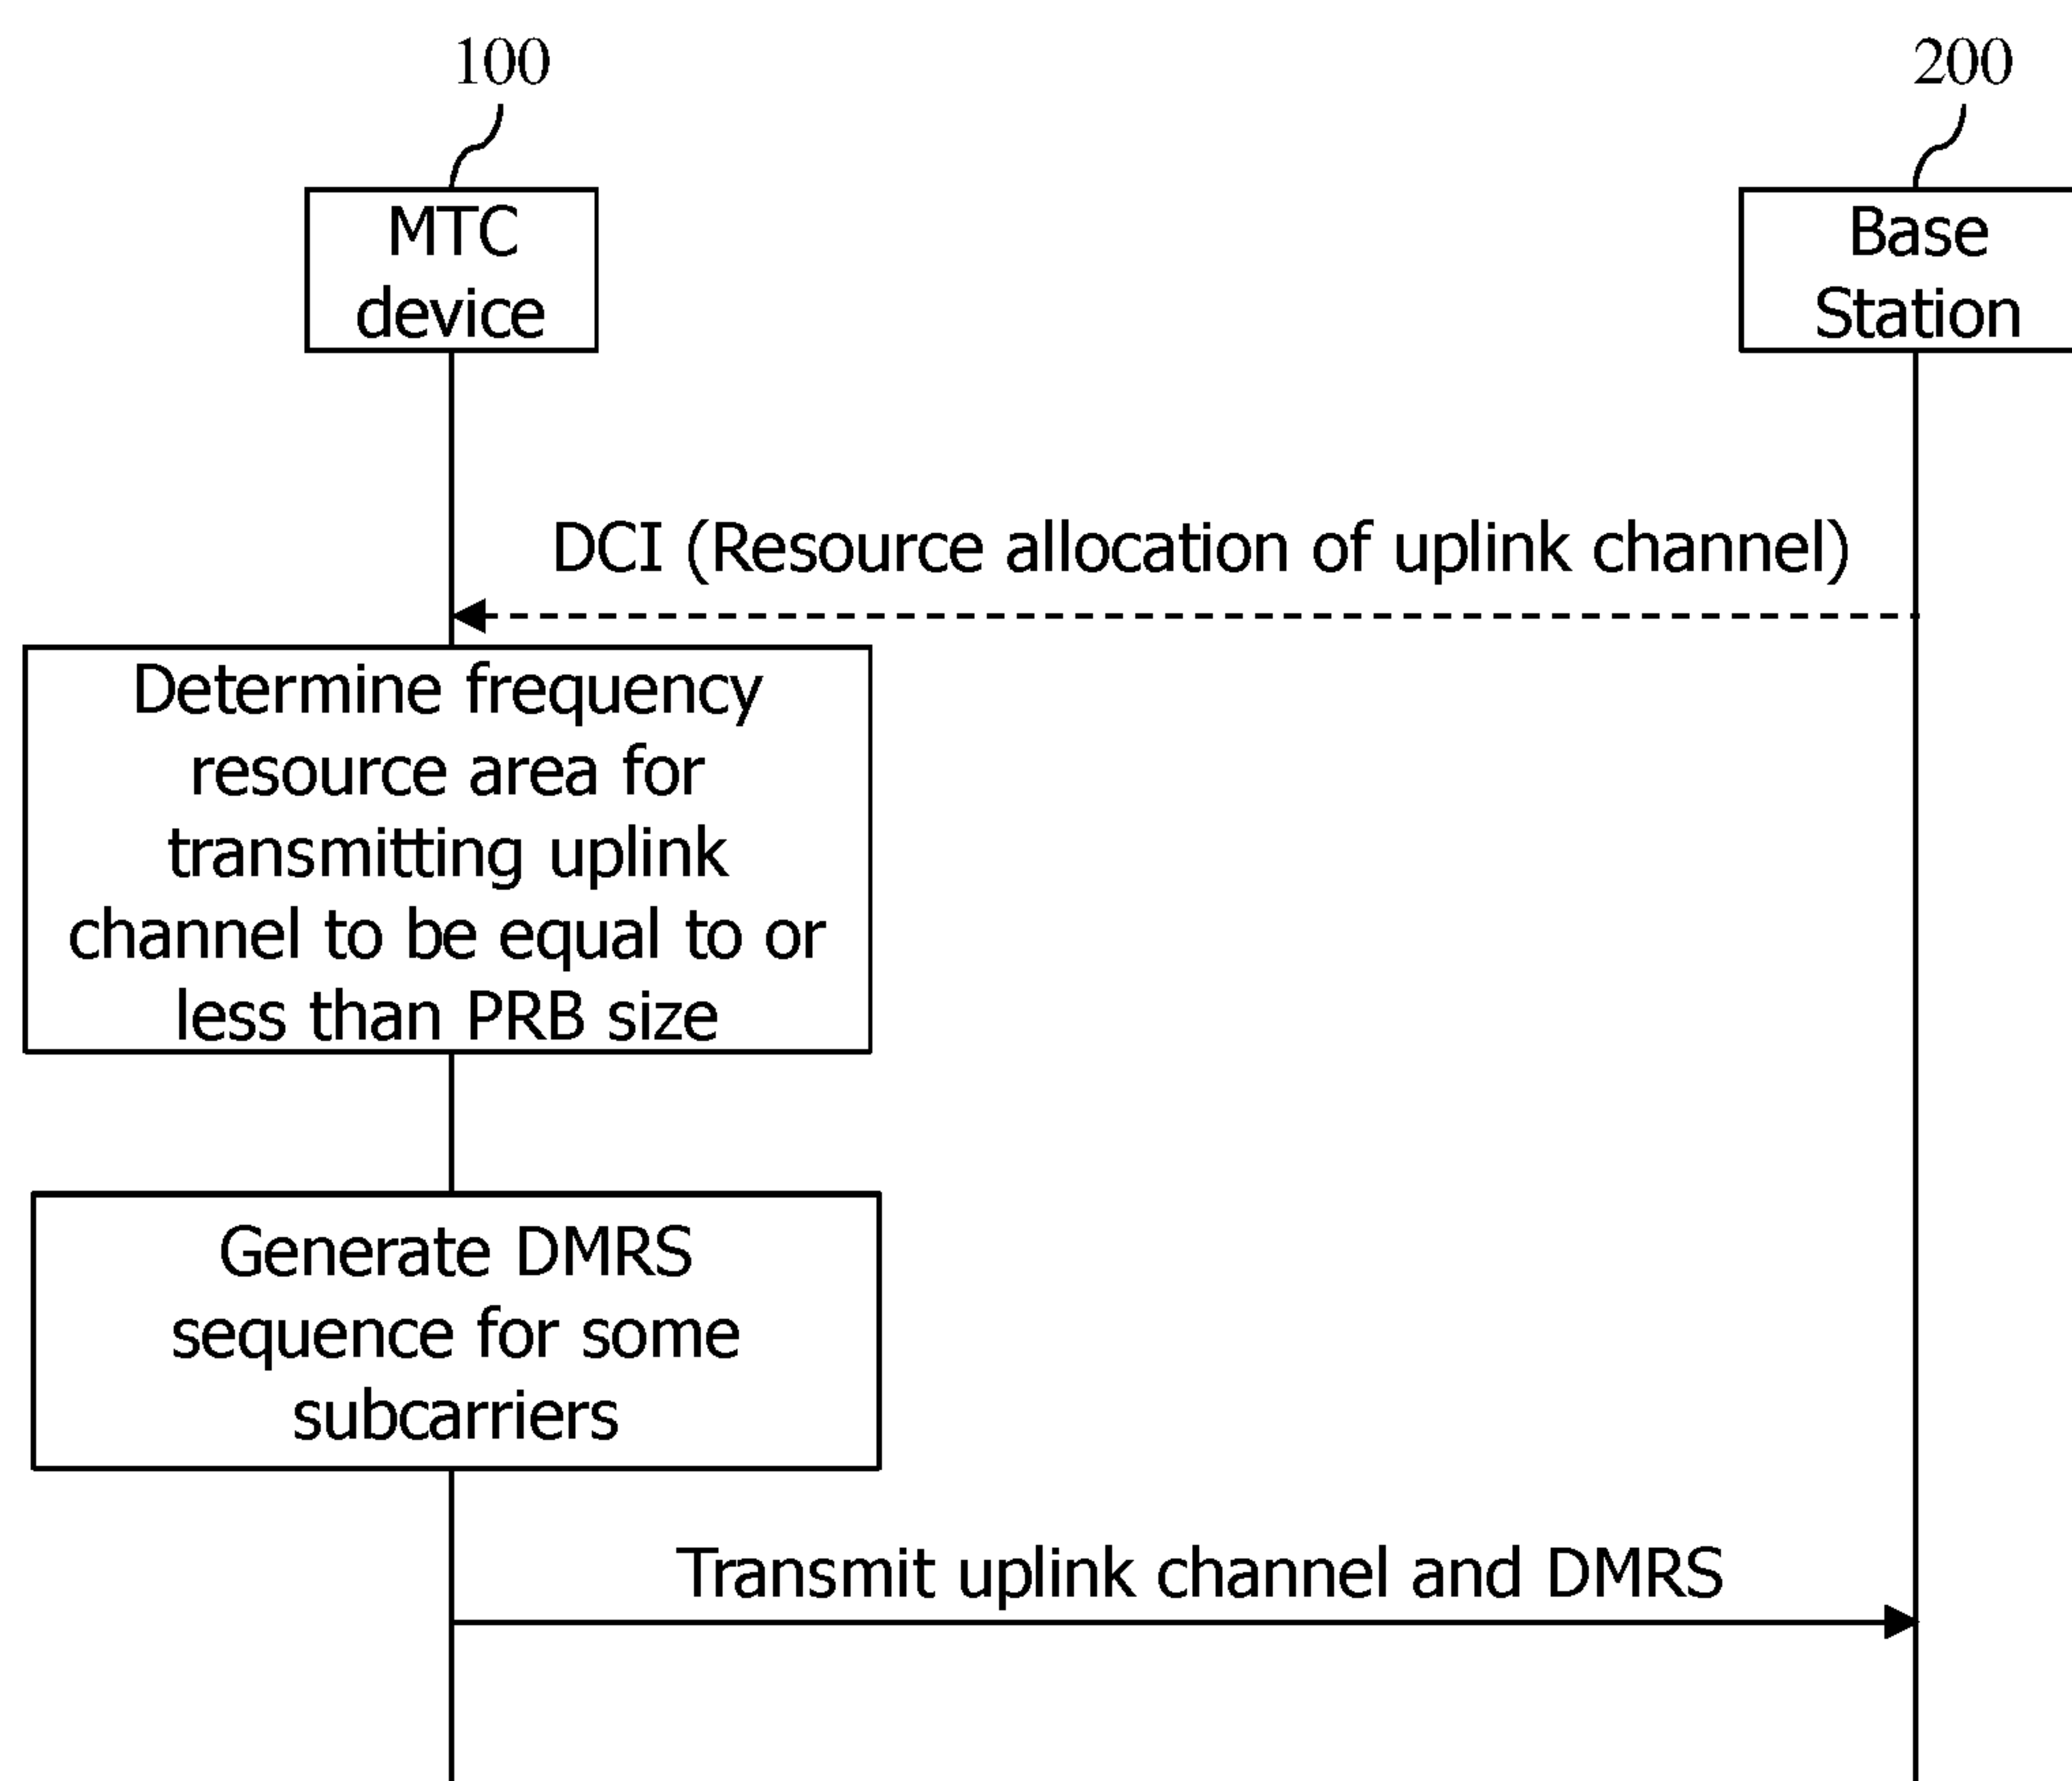 100
200
MTC
device
Base
Station
DCI (Resource allocation of uplink channel)
Determine frequency
resource area for
transmitting uplink
channel to be equal to or
less than PRB size
Generate DMRS
sequence for some
subcarriers
Transmit uplink channel and DMRS